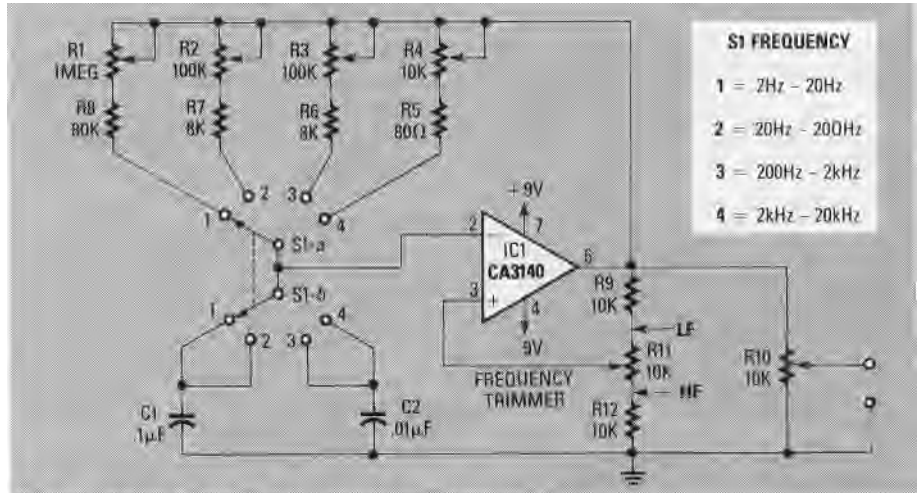 R1
1MEG
R2
100K
R3
100K
R4
10K
R8
80K
R7
8K
R6
8K
R5
80Ω
S1 FREQUENCY
1 = 2Hz – 20Hz
2 = 20Hz – 200Hz
3 = 200Hz – 2kHz
4 = 2kHz – 20kHz
1
2
3
4
S1-a
S1-b
1
2
3
4
+9V
2
7
–
IC1
CA3140
6
3
+
4
9V
FREQUENCY
TRIMMER
R9
10K
LF
R11
10K
HF
R12
10K
R10
10K
C1
.1µF
C2
.01µF